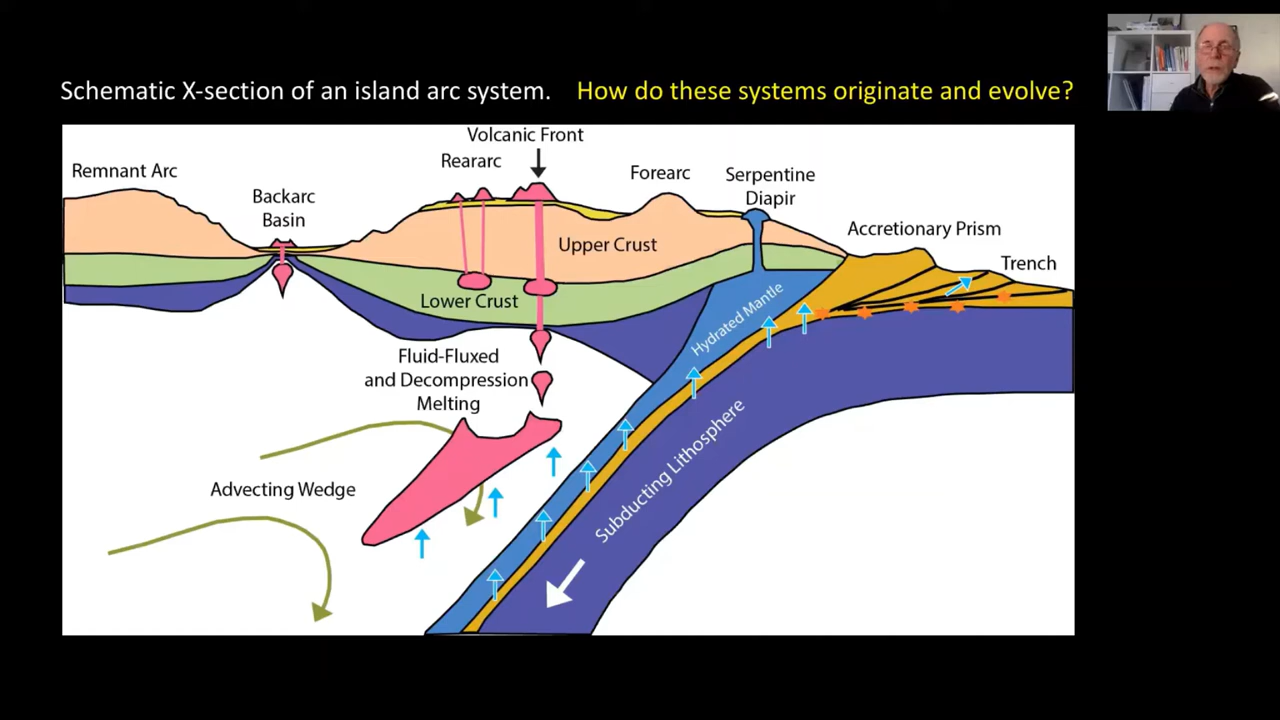 Schematic X-section of an island arc system. How do these systems originate and evolve?
Volcanic Front
Reararc
Remnant Arc
Forearc
Serpentine
Diapir
Backarc
Basin
Accretionary Prism
Trench
Upper Crust
Lower Crust
Hydrated Mantle
Fluid-Fluxed
and Decompression
Melting
Advecting Wedge
Subducting Lithosphere